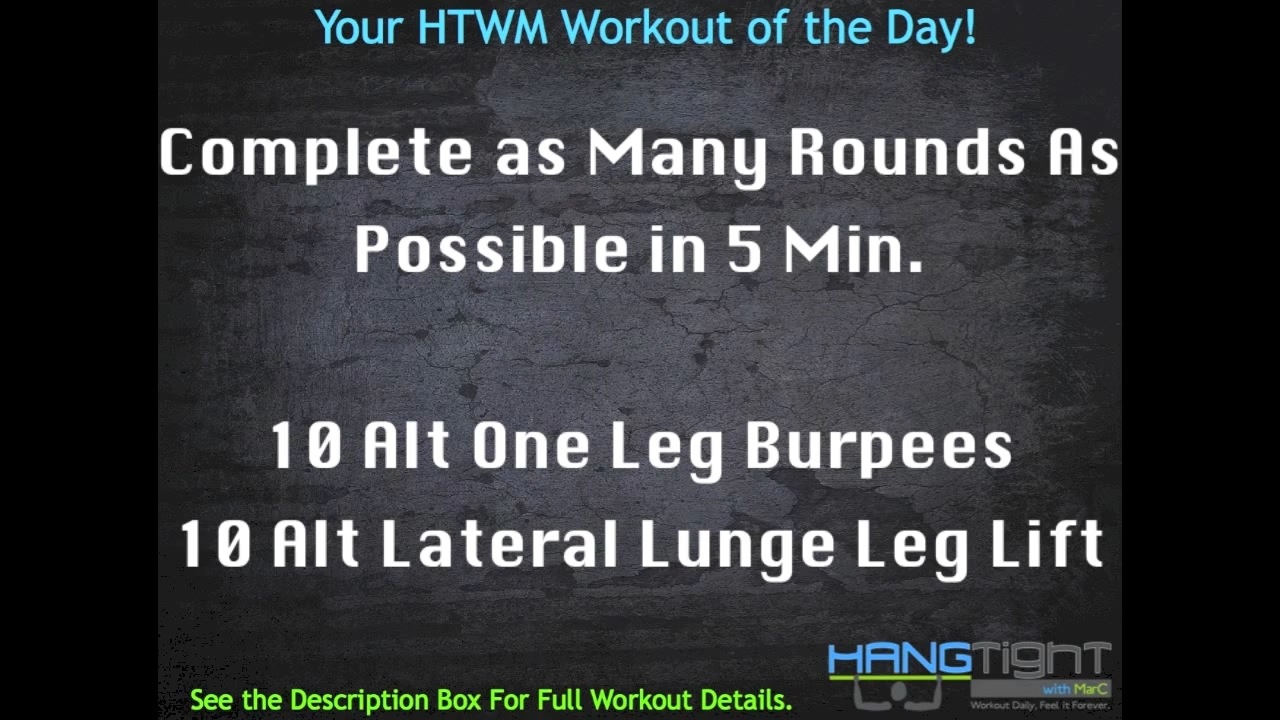 Your HTWM Workout of the Day!
Complete as Many Rounds As
Possible in 5 Min.
10 Alt One Leg Burpees
10 Alt Lateral Lunge Leg Lift
HANGTighT
with MarC
Workout Daily, Feel it Forever.
See the Description Box For Full Workout Details.